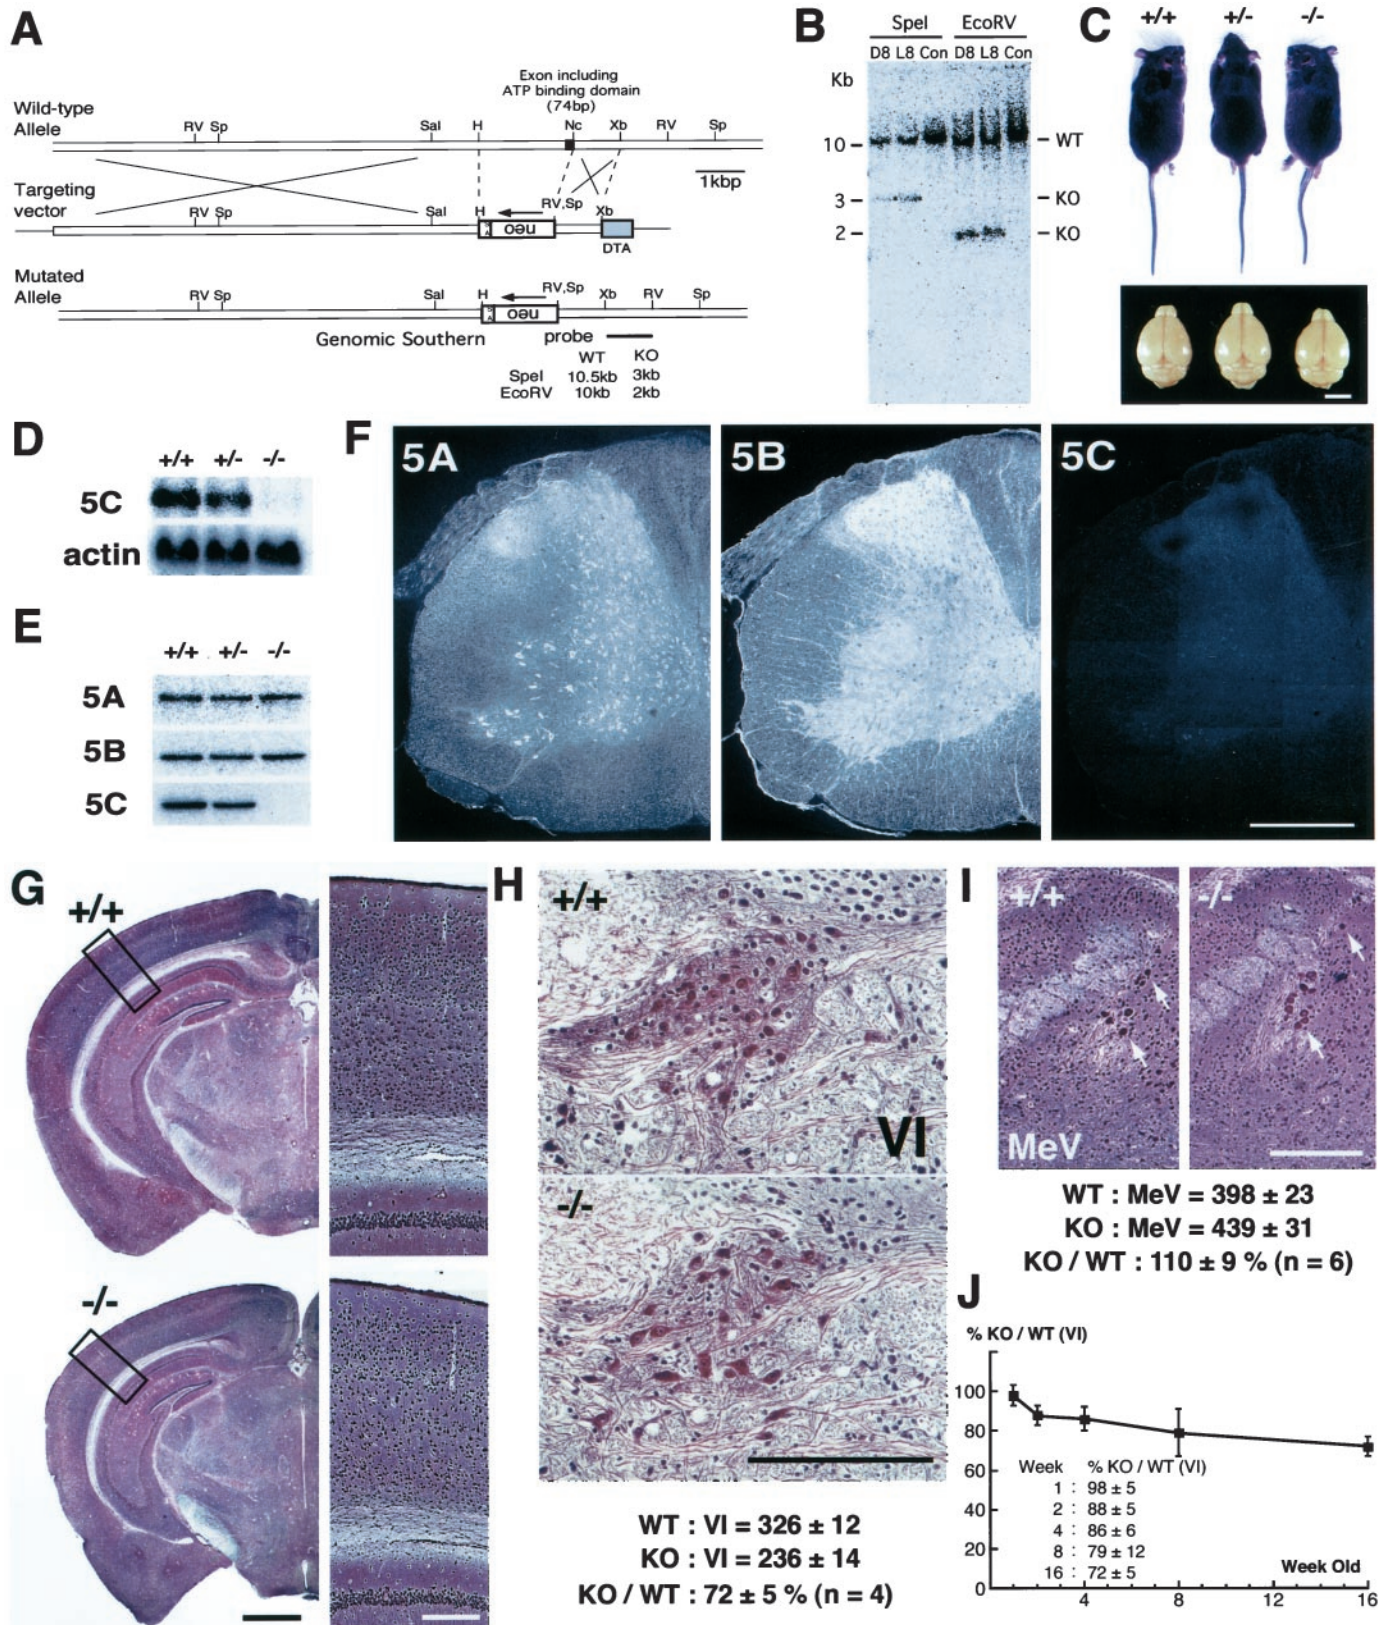 A
Exon including
ATP binding domain
(74bp)
Wild-type
Allele
RV Sp Sal H Nc Xb RV Sp
1kbp
Targeting
vector
RV Sp Sal H RV,Sp Xb
SA neo
DTA
Mutated
Allele
RV Sp Sal H RV,Sp Xb RV Sp
SA neo
Genomic Southern probe
WT KO
SpeI 10.5kb 3kb
EcoRV 10kb 2kb
B
SpeI EcoRV
D8 L8 Con D8 L8 Con
Kb
10 WT
3 KO
2 KO
C
+/+ +/- -/-
D
+/+ +/- -/-
5C
actin
E
+/+ +/- -/-
5A
5B
5C
F
5A 5B 5C
G
+/+
-/-
H
+/+
VI
-/-
WT : VI = 326 ± 12
KO : VI = 236 ± 14
KO / WT : 72 ± 5 % (n = 4)
I
+/+ -/-
MeV
WT : MeV = 398 ± 23
KO : MeV = 439 ± 31
KO / WT : 110 ± 9 % (n = 6)
J
% KO / WT (VI)
100
80
60
40
20
0
Week % KO / WT (VI)
1 : 98 ± 5
2 : 88 ± 5
4 : 86 ± 6
8 : 79 ± 12
16 : 72 ± 5
Week Old
4 8 12 16